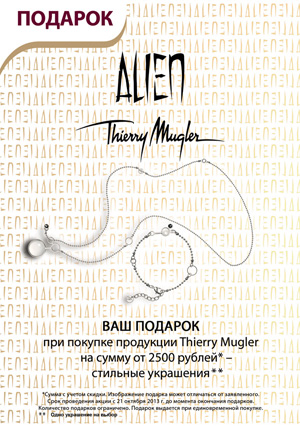 ПОДАРОК
ALIEN
Thierry Mugler
ВАШ ПОДАРОК
при покупке продукции Thierry Mugler
на сумму от 2500 рублей* –
стильные украшения**
*Сумма с учетом скидки. Изображение подарка может отличаться от заявленного.
Срок проведения акции с 21 октября 2013 г. до момента окончания подарков.
Количество подарков ограничено. Подарок выдается при единовременной покупке.
** Одно украшение на выбор